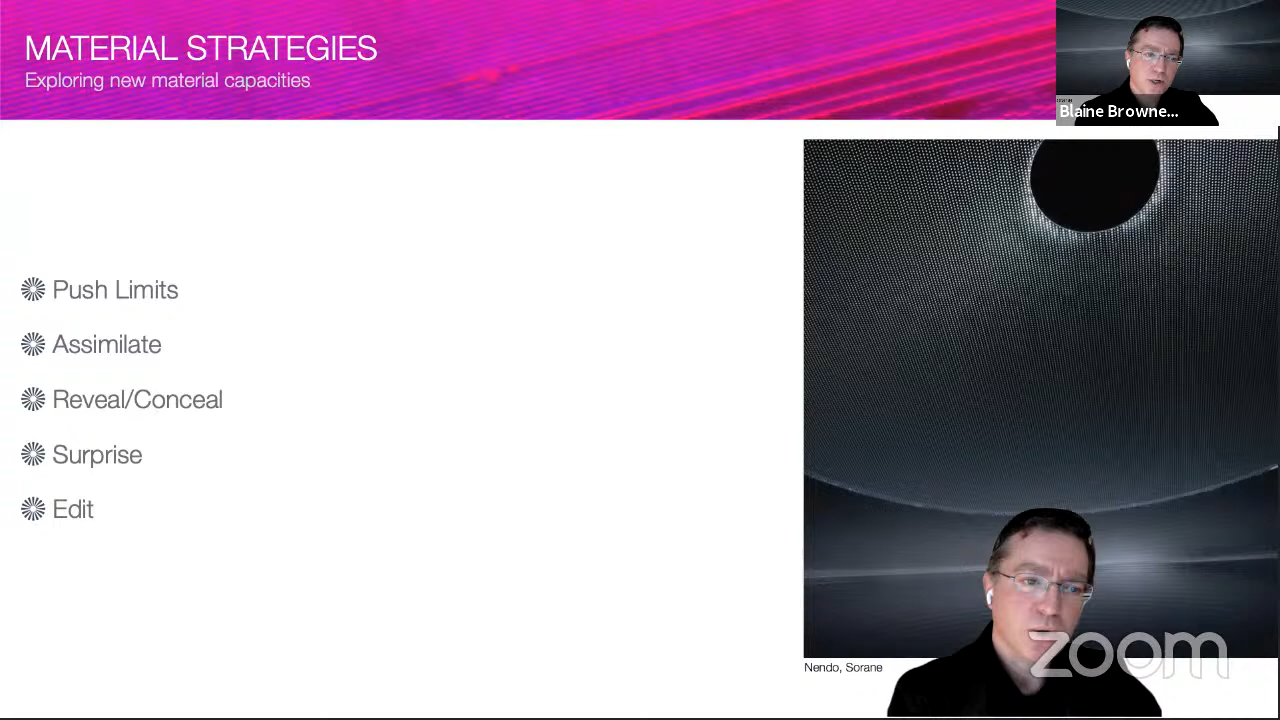 MATERIAL STRATEGIES
Exploring new material capacities
Blaine Browne...
Push Limits
Assimilate
Reveal/Conceal
Surprise
Edit
Nendo, Sorane
zoom